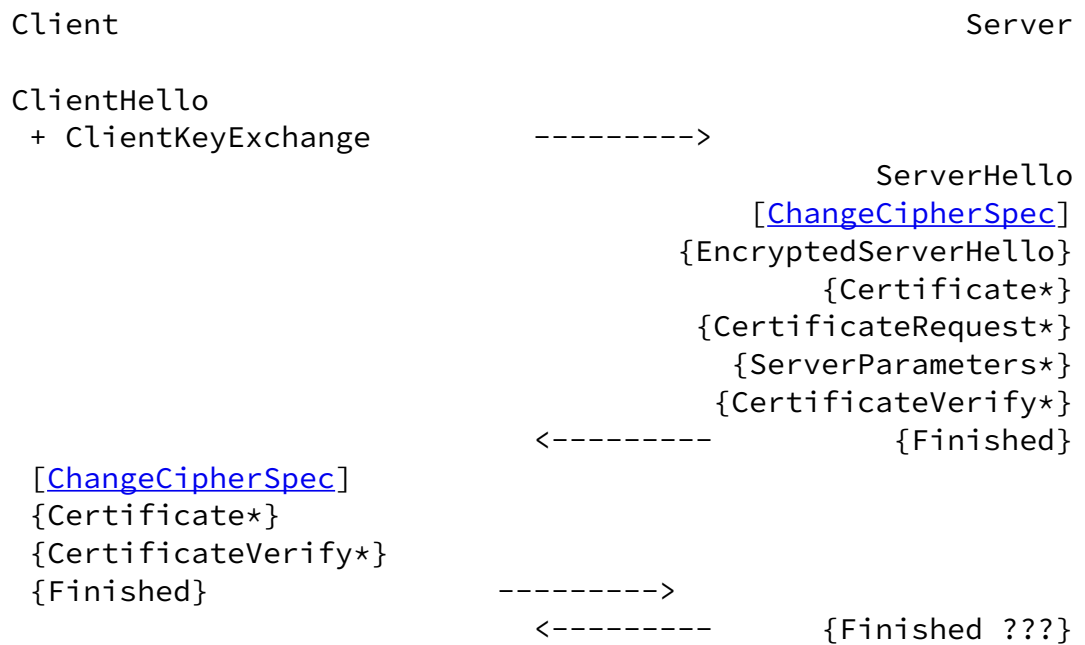 Client                                               Server

ClientHello
 + ClientKeyExchange         --------->
                                                ServerHello
                                         [ChangeCipherSpec]
                                     {EncryptedServerHello}
                                             {Certificate*}
                                      {CertificateRequest*}
                                        {ServerParameters*}
                                       {CertificateVerify*}
                             <---------          {Finished}
 [ChangeCipherSpec]
 {Certificate*}
 {CertificateVerify*}
 {Finished}                --------->
                             <---------      {Finished ???}